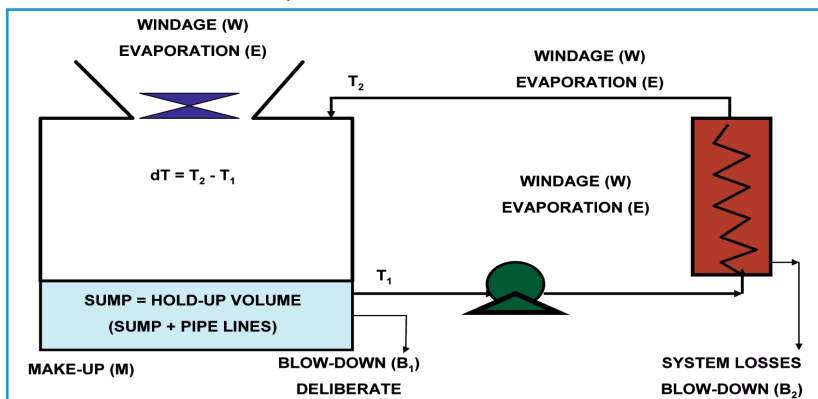 WINDAGE (W)
EVAPORATION (E)
WINDAGE (W)
EVAPORATION (E)
T₂
dT = T₂ - T₁
WINDAGE (W)
EVAPORATION (E)
T₁
SUMP = HOLD-UP VOLUME
(SUMP + PIPE LINES)
MAKE-UP (M)
BLOW-DOWN (B₁)
DELIBERATE
SYSTEM LOSSES
BLOW-DOWN (B₂)